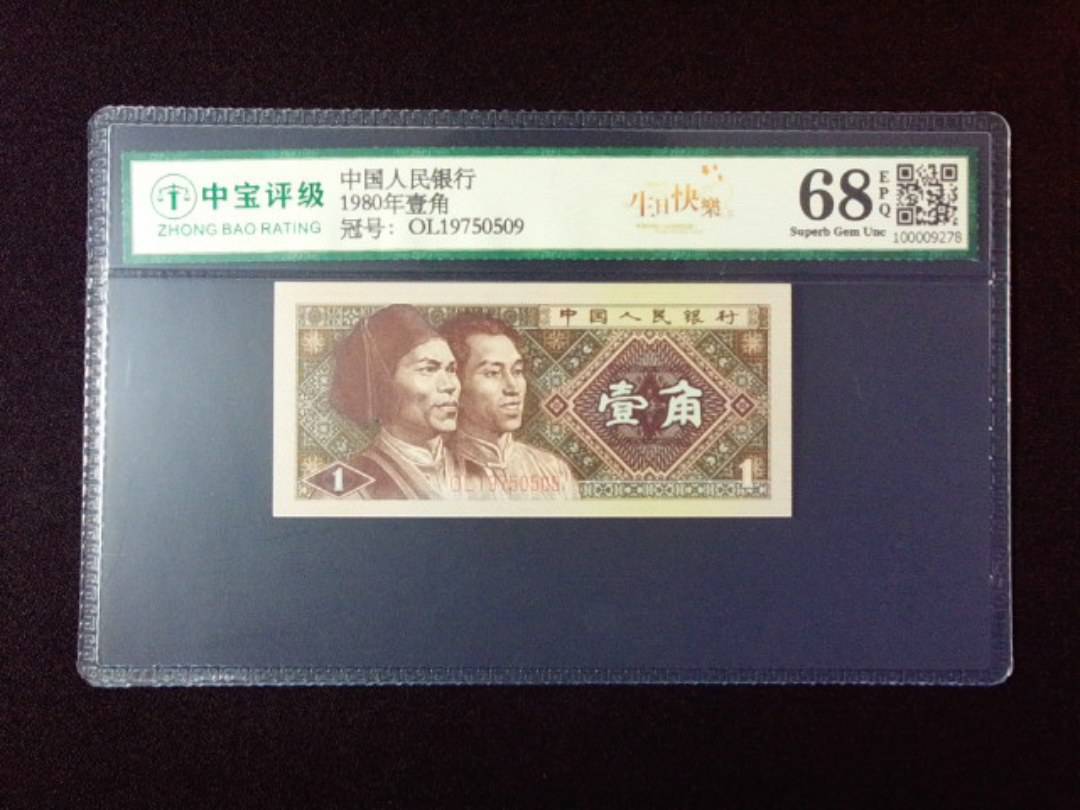 中宝评级
ZHONG BAO RATING
中国人民银行
1980年壹角
冠号: OL19750509
生日快樂
68
EPQ
Superb Gem Unc
100009278
中国人民银行
壹角
1
OL19750509
1